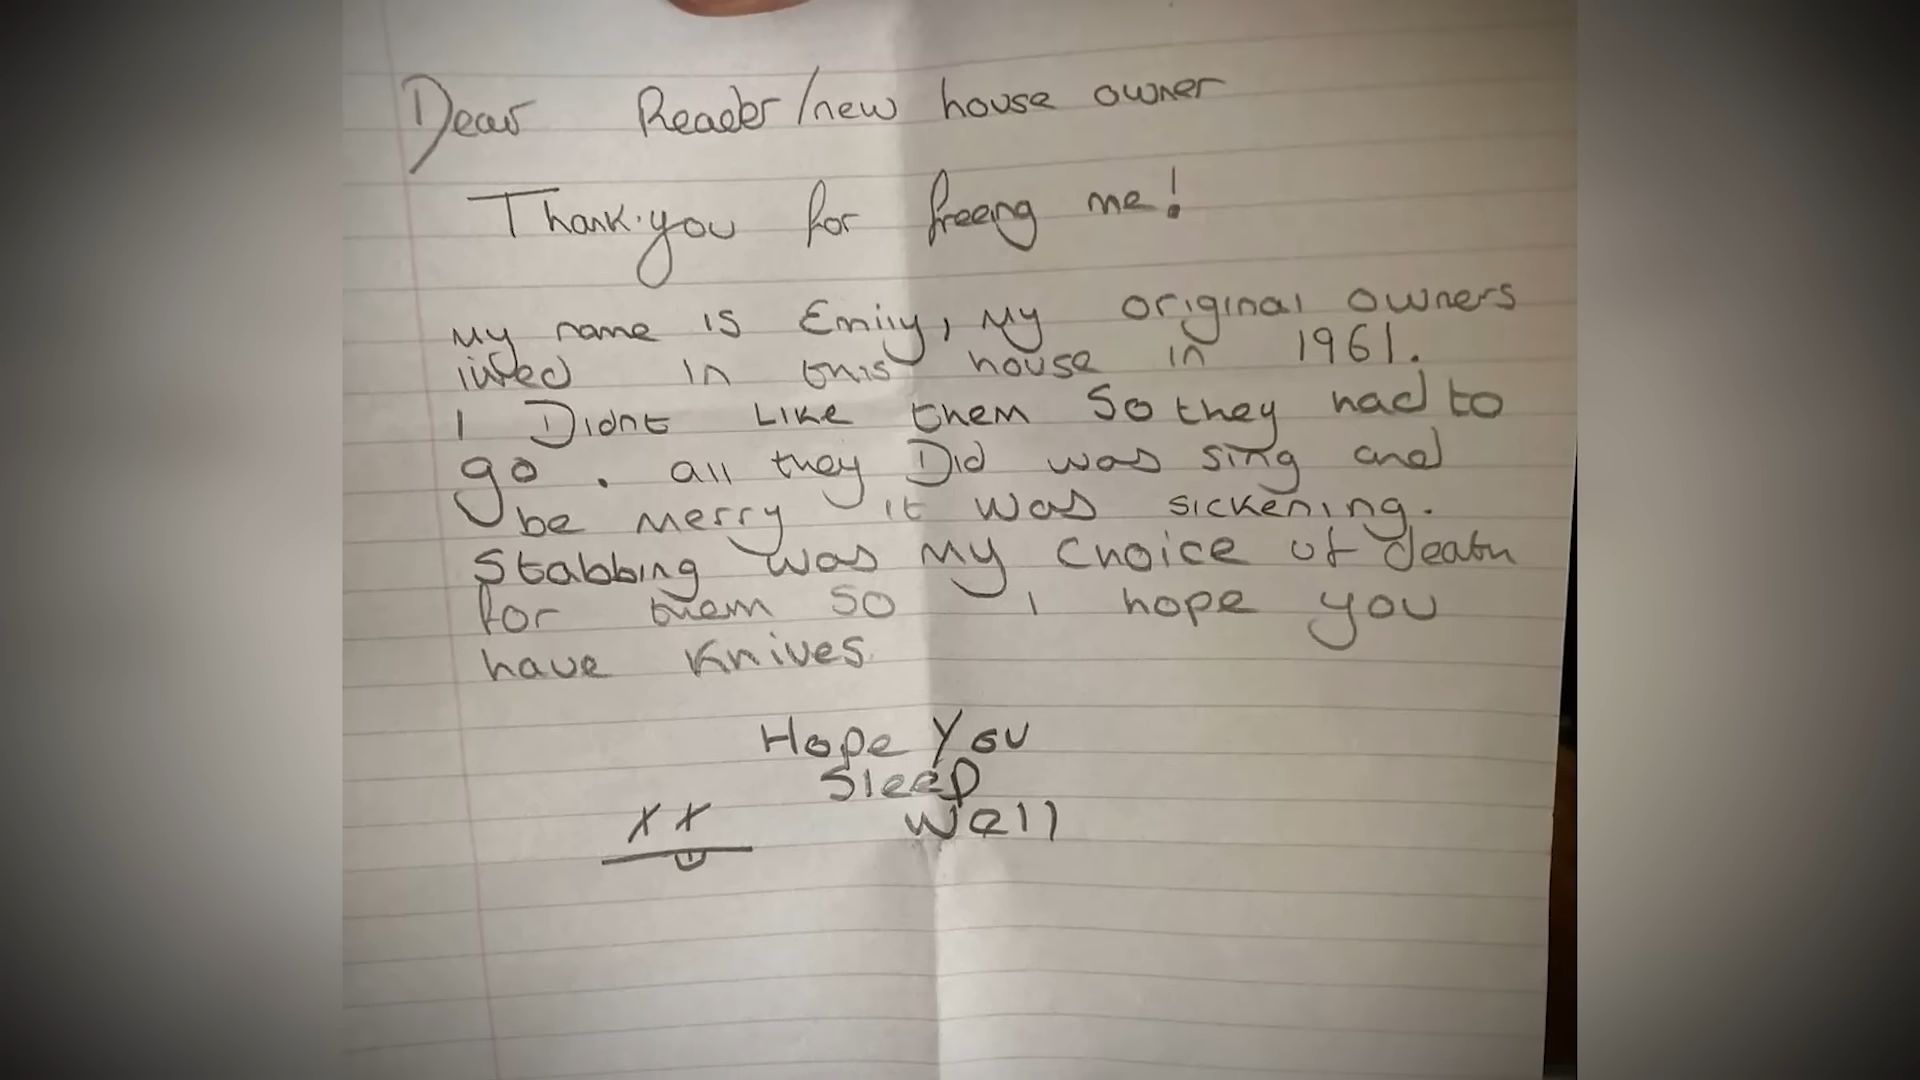 Dear Reader/new house owner
Thank.you for freeing me!
My name is Emily, My original owners
lived in this house in 1961.
I Didnt Like them So they had to
go. all they Did was sing and
be merry it was sickening.
Stabbing was My Choice of death
for them so I hope you
have Knives.
Hope You
Sleep
Well
X X